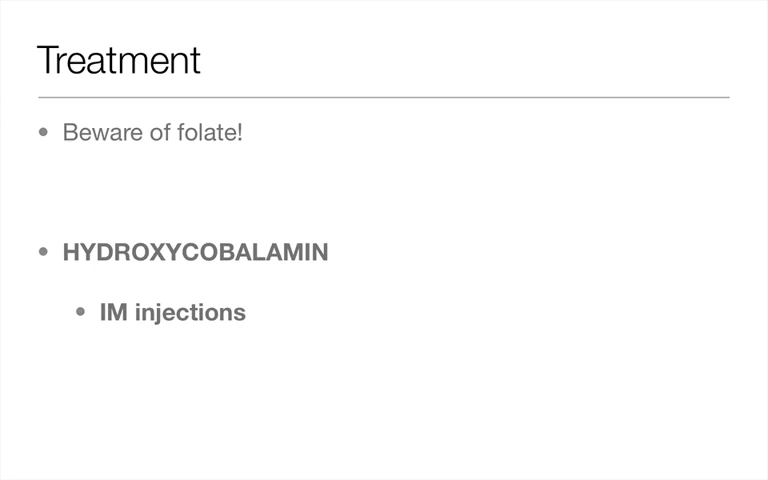 Treatment
• Beware of folate!
• HYDROXYCOBALAMIN
• IM injections